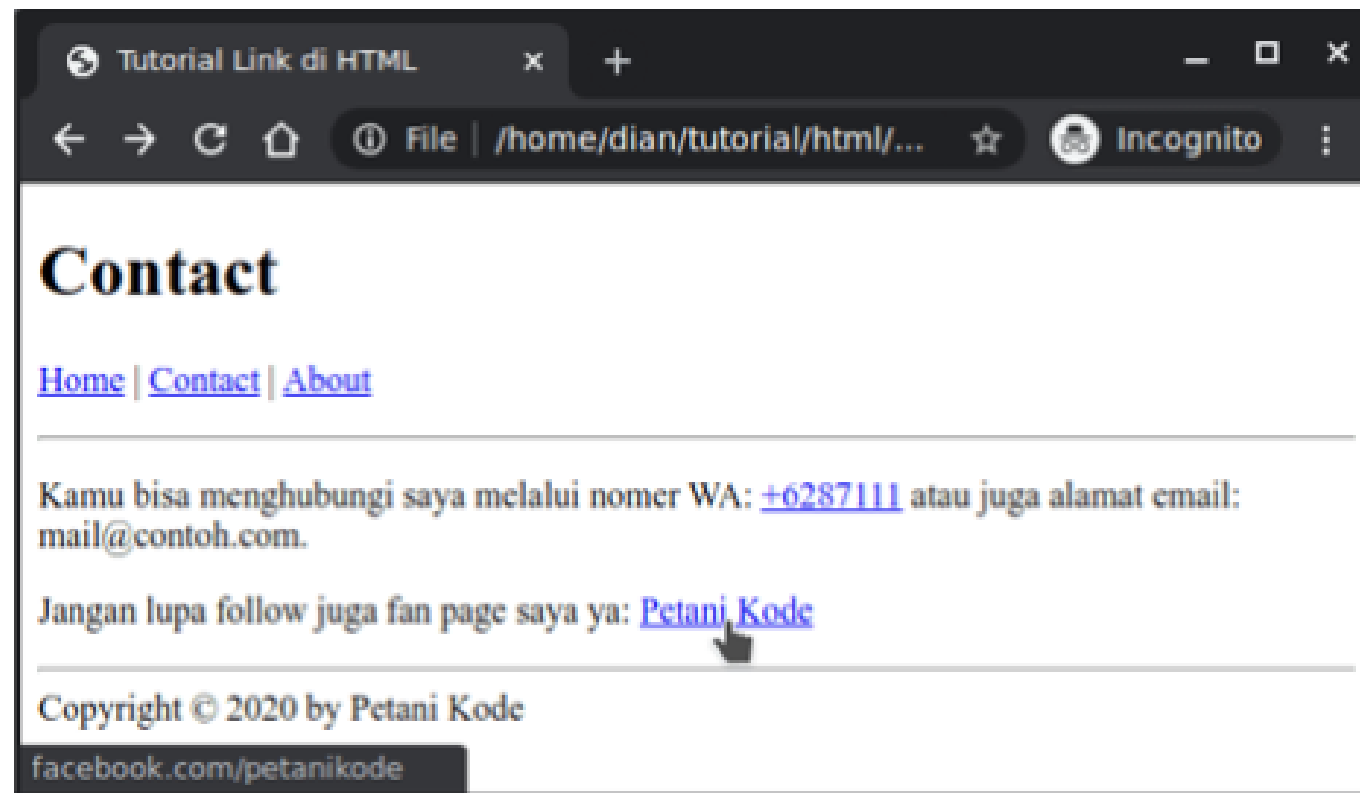 Tutorial Link di HTML
File | /home/dian/tutorial/html/...
Incognito
Contact
Home | Contact | About
Kamu bisa menghubungi saya melalui nomer WA: +6287111 atau juga alamat email:
mail@contoh.com.
Jangan lupa follow juga fan page saya ya: Petani Kode
Copyright © 2020 by Petani Kode
facebook.com/petanikode